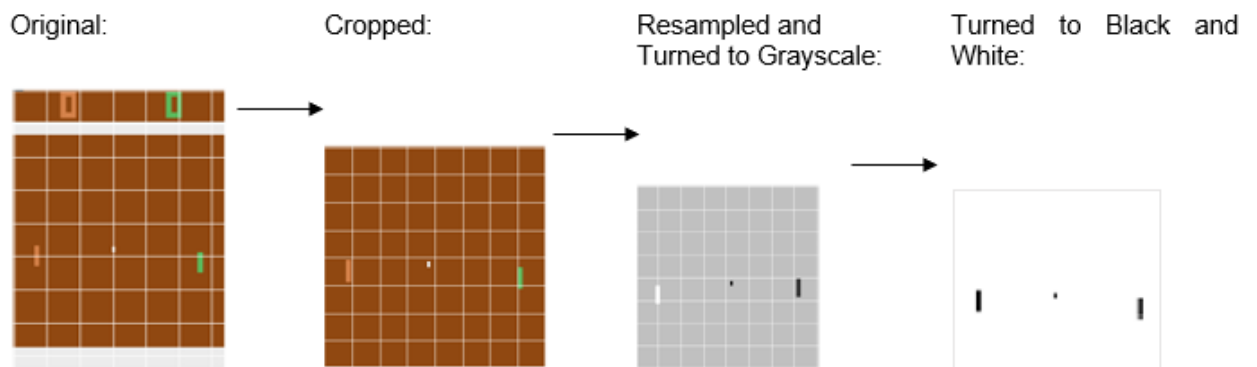 Original:
Cropped:
Resampled and
Turned to Grayscale:
Turned to Black and
White: